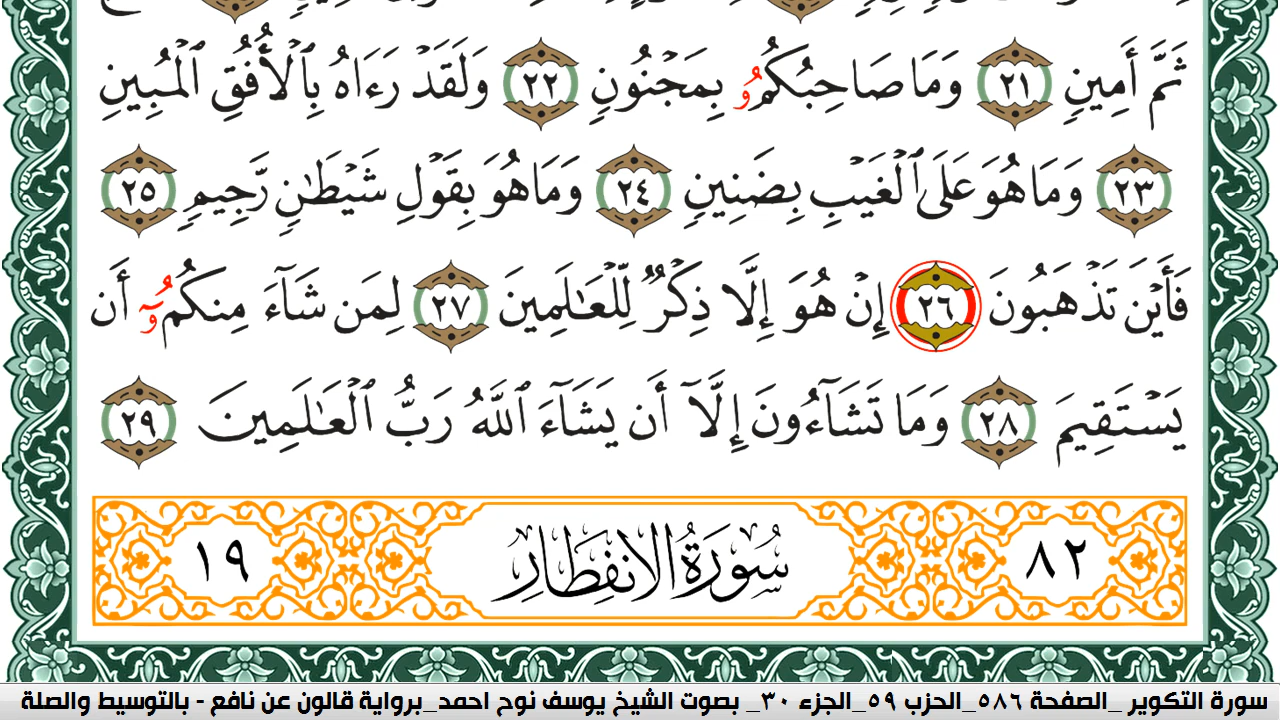 ثَمَّ أَمِينٍ ٢١ وَمَا صَاحِبُكُمُۥ بِمَجْنُونٍ ٢٢ وَلَقَدْ رَءَاهُ بِالْأُفُقِ الْمُبِينِ
٢٣ وَمَا هُوَ عَلَى الْغَيْبِ بِضَنِينٍ ٢٤ وَمَا هُوَ بِقَوْلِ شَيْطَٰنٍ رَّجِيمٍ ٢٥
فَأَيْنَ تَذْهَبُونَ ٢٦ إِنْ هُوَ إِلَّا ذِكْرٌ لِّلْعَٰلَمِينَ ٢٧ لِمَن شَآءَ مِنكُمُۥٓ أَن
يَسْتَقِيمَ ٢٨ وَمَا تَشَآءُونَ إِلَّآ أَن يَشَآءَ اللَّهُ رَبُّ الْعَٰلَمِينَ ٢٩
٨٢ سُورَةُ الانفِطَارِ ١٩
سورة التكوير _الصفحة ٥٨٦_الحزب ٥٩_الجزء ٣٠_ بصوت الشيخ يوسف نوح احمد_برواية قالون عن نافع - بالتوسيط والصلة